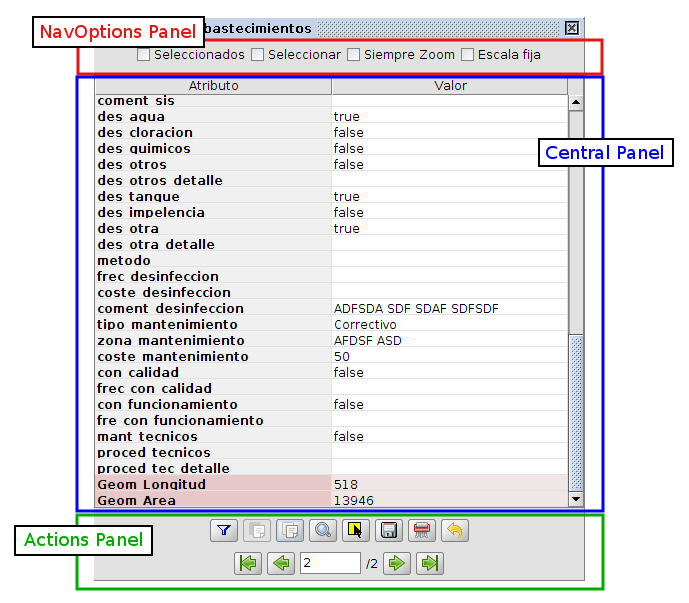 NavOptions Panel
bastecimientos
Seleccionados Seleccionar Siempre Zoom Escala fija
Atributo Valor
coment sis
des agua true
des cloracion false
des quimicos false
des otros false
des otros detalle
des tanque true
des impelencia false
des otra true
des otra detalle
metodo
frec desinfeccion
coste desinfeccion
coment desinfeccion ADFSDA SDF SDAF SDFSDF
tipo mantenimiento Correctivo
zona mantenimiento AFDSF ASD
coste mantenimiento 50
con calidad false
frec con calidad
con funcionamiento false
fre con funcionamiento
mant tecnicos false
proced tecnicos
proced tec detalle
Geom Longitud 518
Geom Area 13946
Central Panel
Actions Panel
2 /2